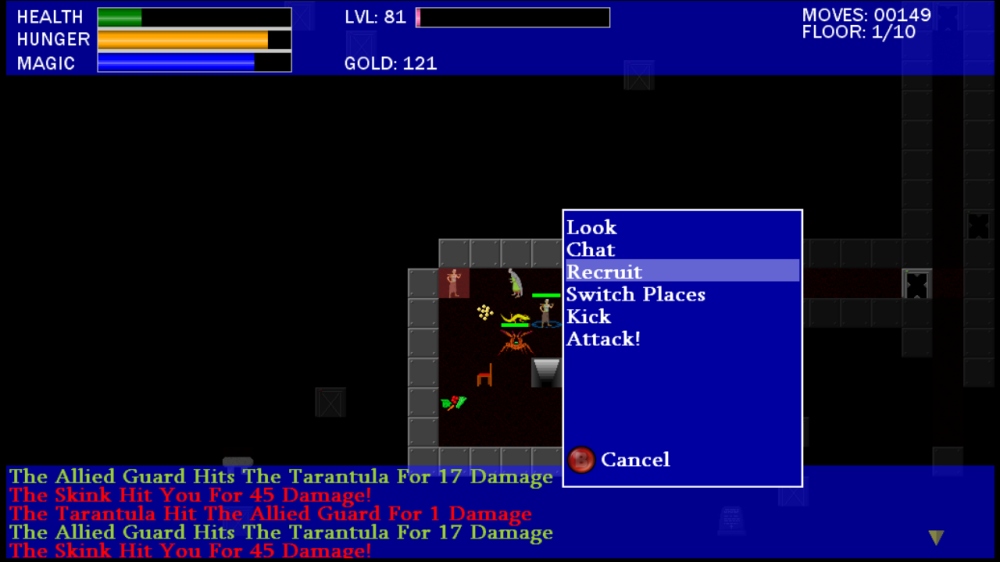 HEALTH
HUNGER
MAGIC
LVL: 81
GOLD: 121
MOVES: 00149
FLOOR: 1/10
Look
Chat
Recruit
Switch Places
Kick
Attack!
Cancel
The Allied Guard Hits The Tarantula For 17 Damage
The Skink Hit You For 45 Damage!
The Tarantula Hit The Allied Guard For 1 Damage
The Allied Guard Hits The Tarantula For 17 Damage
The Skink Hit You For 45 Damage!